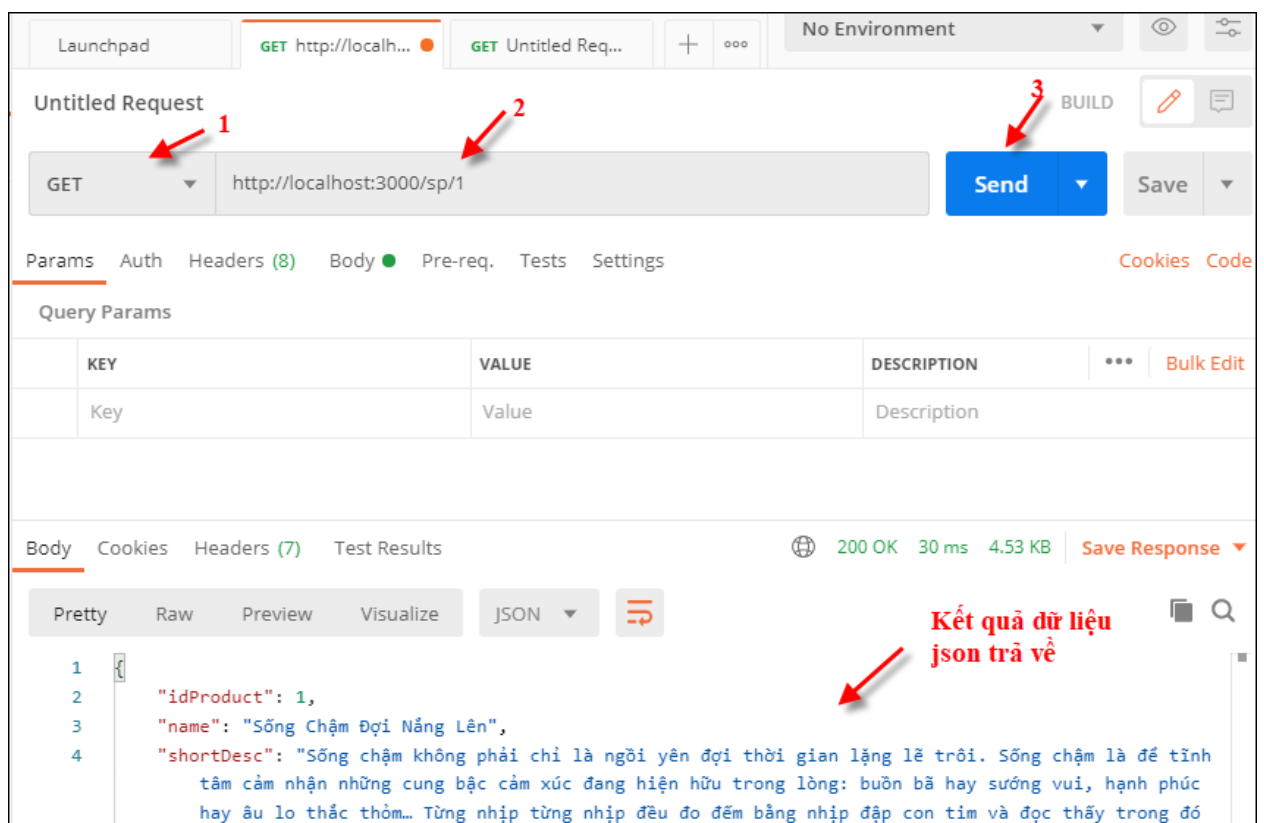 Launchpad
GET http://localh...
GET Untitled Req...
No Environment
Untitled Request
1
2
3
BUILD
GET
http://localhost:3000/sp/1
Send
Save
Params Auth Headers (8) Body Pre-req. Tests Settings
Cookies Code
Query Params
KEY VALUE DESCRIPTION Bulk Edit
Key Value Description
Body Cookies Headers (7) Test Results
200 OK 30 ms 4.53 KB Save Response
Pretty Raw Preview Visualize JSON
Kết quả dữ liệu
json trả về
1 {
2 "idProduct": 1,
3 "name": "Sống Chậm Đợi Nắng Lên",
4 "shortDesc": "Sống chậm không phải chỉ là ngồi yên đợi thời gian lặng lẽ trôi. Sống chậm là để tĩnh
tâm cảm nhận những cung bậc cảm xúc đang hiện hữu trong lòng: buồn bã hay sướng vui, hạnh phúc
hay âu lo thắc thỏm… Từng nhịp từng nhịp đều đo đếm bằng nhịp đập con tim và đọc thấy trong đó